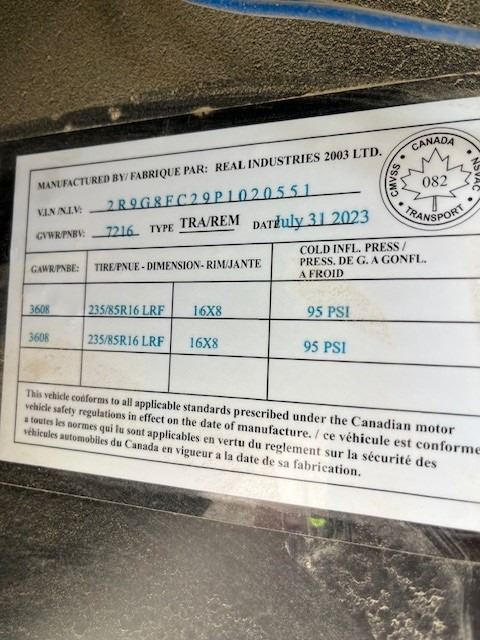 MANUFACTURED BY/ FABRIQUE PAR: REAL INDUSTRIES 2003 LTD.
V.I.N /N.I.V: 2R9G8FC29P1020551
GVWR/PNBV: 7216 TYPE TRA/REM DATE July 31 2023
CANADA
CMVSS
NSVAC
082
TRANSPORT
GAWR/PNBE: TIRE/PNUE - DIMENSION- RIM/JANTE COLD INFL. PRESS /
PRESS. DE G. A GONFL.
A FROID
3608 235/85R16 LRF 16X8 95 PSI
3608 235/85R16 LRF 16X8 95 PSI
This vehicle conforms to all applicable standards prescribed under the Canadian motor
vehicle safety regulations in effect on the date of manufacture. / ce véhicule est conforme
a toutes les normes qui lu sont applicables en vertu du reglement sur la sécurité des
véhicules automobiles du Canada en vigueur a la date de sa fabrication.